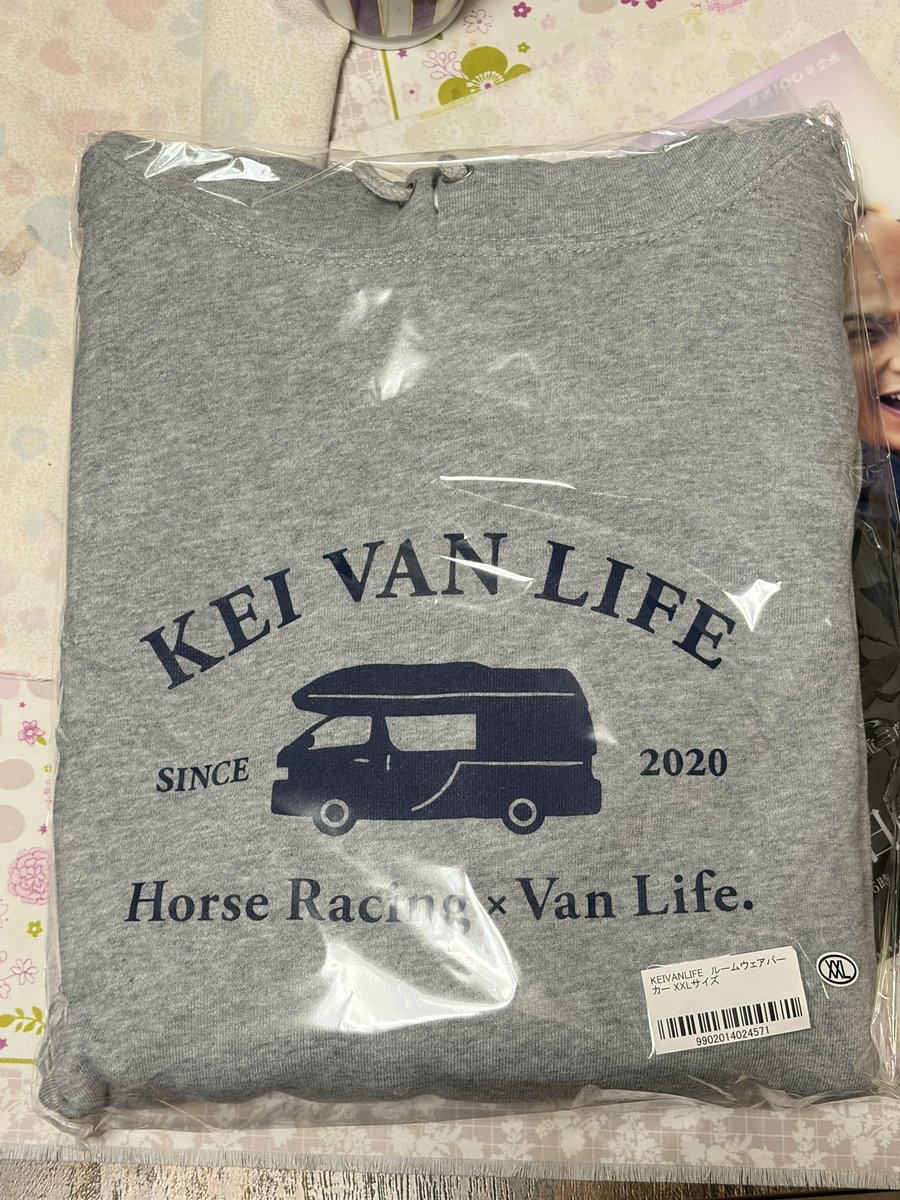 KEI VAN LIFE
SINCE
2020
Horse Racing × Van Life.
KEIVANLIFE ルームウェアパー
カー XXLサイズ
9902014024571
XXL